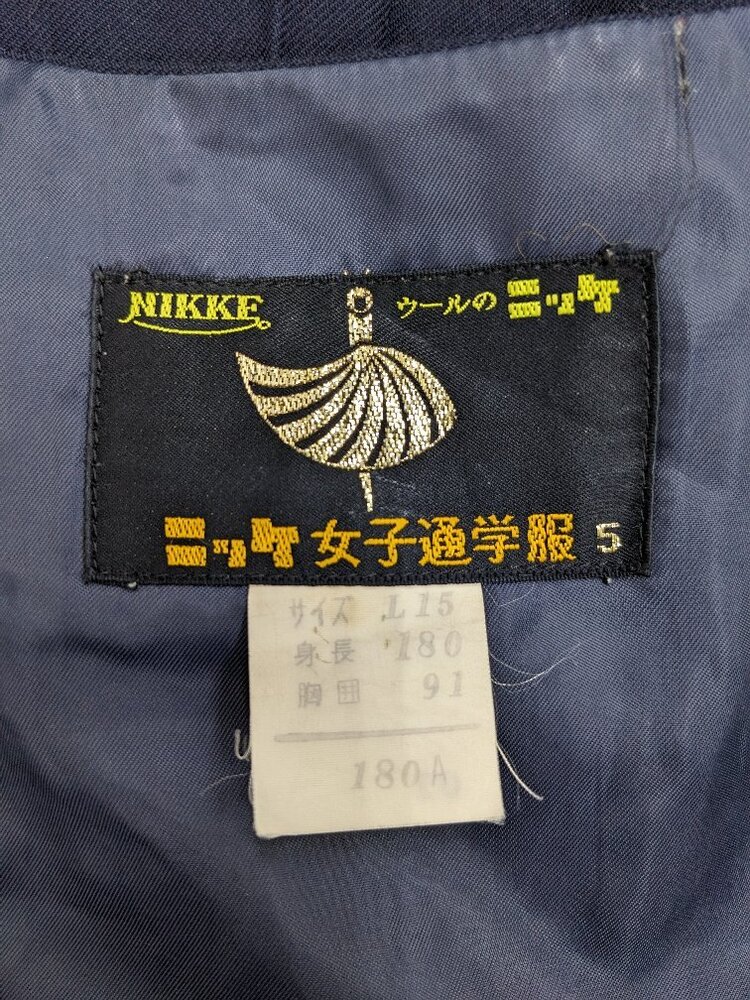 NIKKE ウールの ニッケ
ニッケ 女子通学服 5
サイズ L15
身長 180
胸囲 91
180A